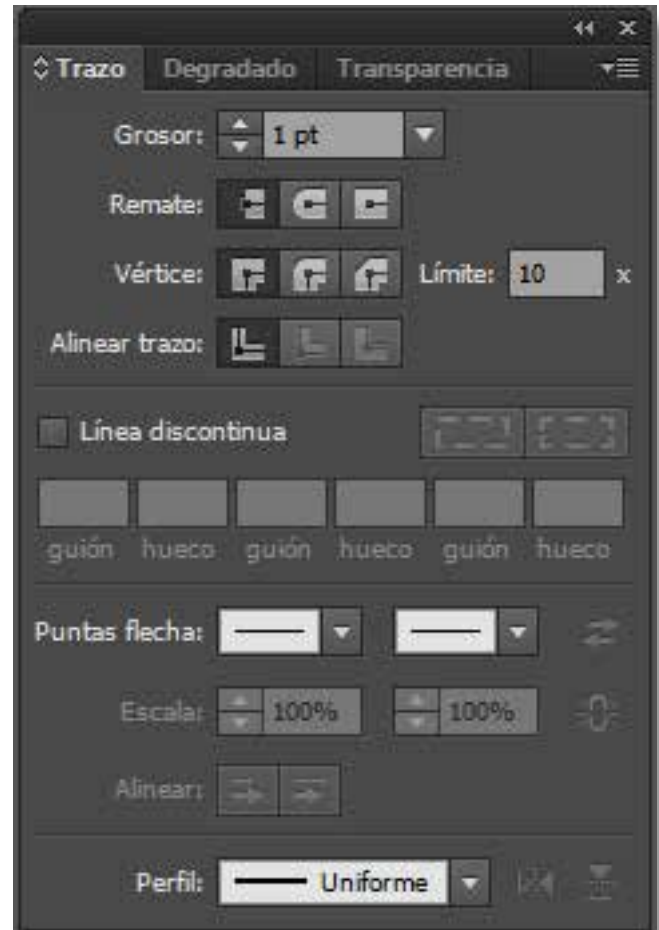 Trazo Degradado Transparencia
Grosor: 1 pt
Remate:
Vértice: Límite: 10 x
Alinear trazo:
Línea discontinua
guión hueco guión hueco guión hueco
Puntas flecha:
Escala: 100% 100%
Alinear:
Perfil: Uniforme